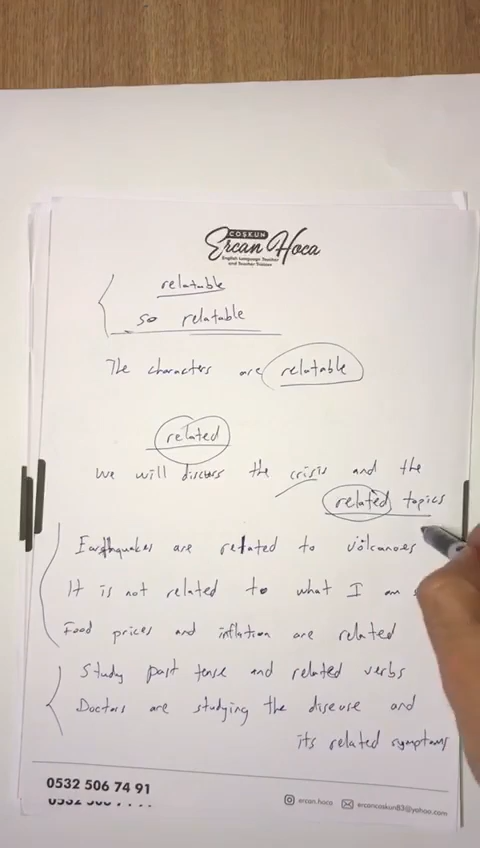 COŞKUN
Ercan Hoca
English Language Teacher
and Teacher Trainer
relatable
so relatable
The characters are relatable
related
We will discuss the crisis and the
related topics
Earthquakes are related to volcanoes
It is not related to what I am
Food prices and inflation are related
Study past tense and related verbs
Doctors are studying the disease and
its related symptoms
0532 506 74 91
ercan.hoca
ercancoskun83@yahoo.com